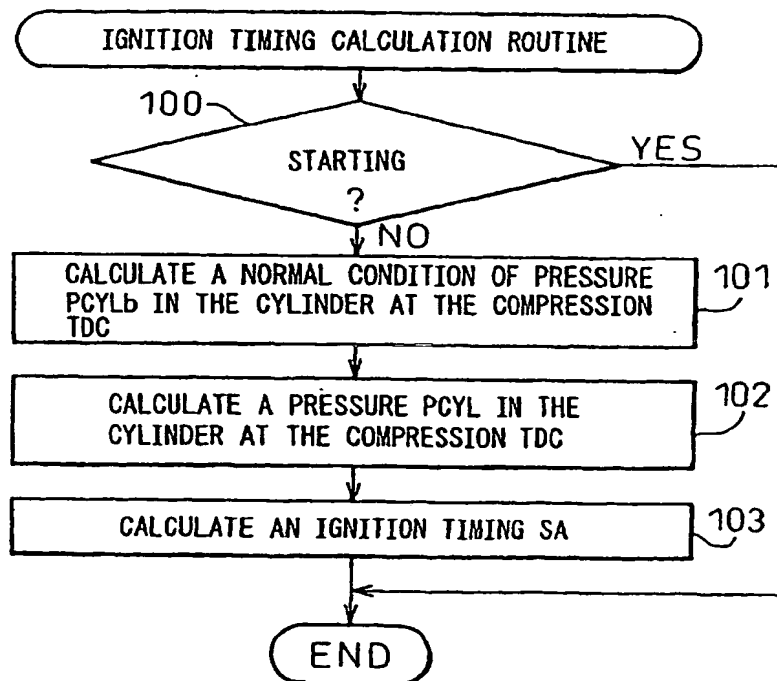 IGNITION TIMING CALCULATION ROUTINE
100
STARTING
?
YES
NO
CALCULATE A NORMAL CONDITION OF PRESSURE
PCYLb IN THE CYLINDER AT THE COMPRESSION
TDC
101
CALCULATE A PRESSURE PCYL IN THE
CYLINDER AT THE COMPRESSION TDC
102
CALCULATE AN IGNITION TIMING SA
103
END